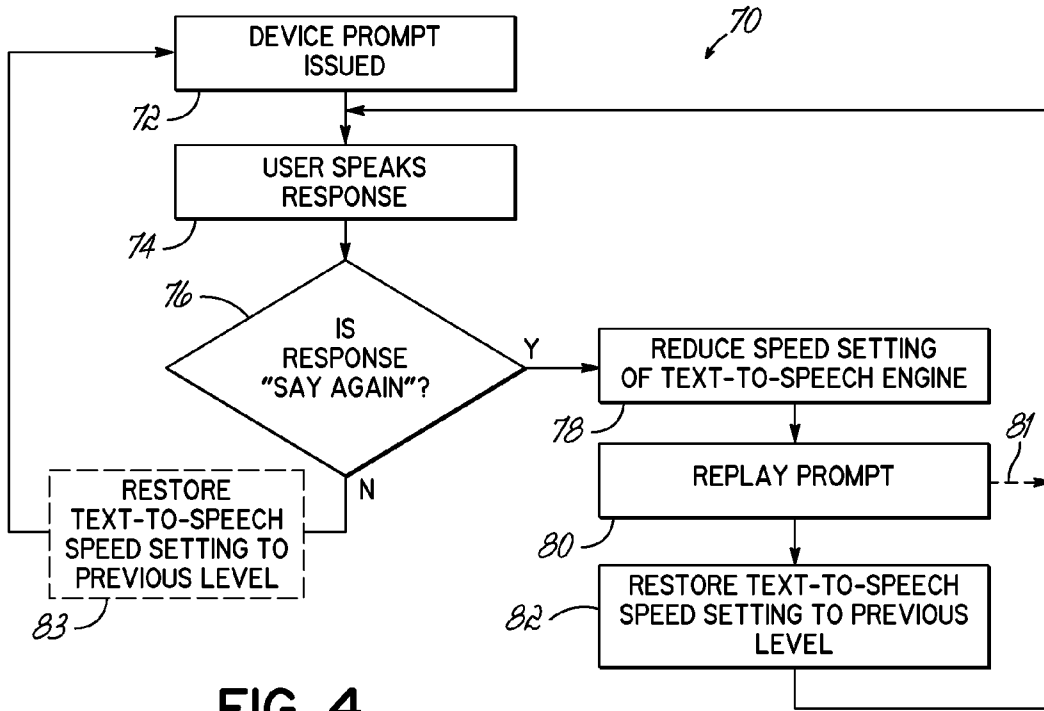 DEVICE PROMPT
ISSUED
70
72
USER SPEAKS
RESPONSE
74
76
IS
RESPONSE
"SAY AGAIN"?
Y
N
REDUCE SPEED SETTING
OF TEXT-TO-SPEECH ENGINE
78
REPLAY PROMPT
81
80
RESTORE
TEXT-TO-SPEECH
SPEED SETTING TO
PREVIOUS LEVEL
83
RESTORE TEXT-TO-SPEECH
SPEED SETTING TO PREVIOUS
LEVEL
82
FIG. 4